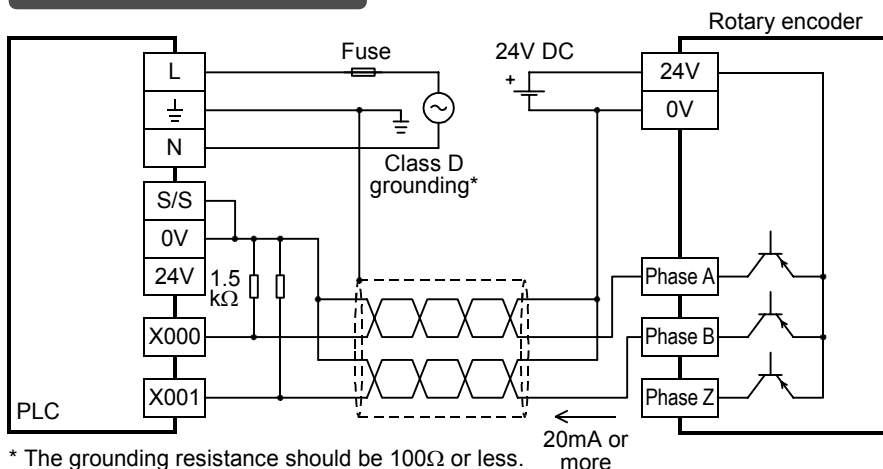 Rotary encoder
L
N
S/S
0V
24V
X000
X001
PLC
Fuse
Class D
grounding*
1.5
kΩ
24V DC
+
24V
0V
Phase A
Phase B
Phase Z
20mA or
more
* The grounding resistance should be 100Ω or less.